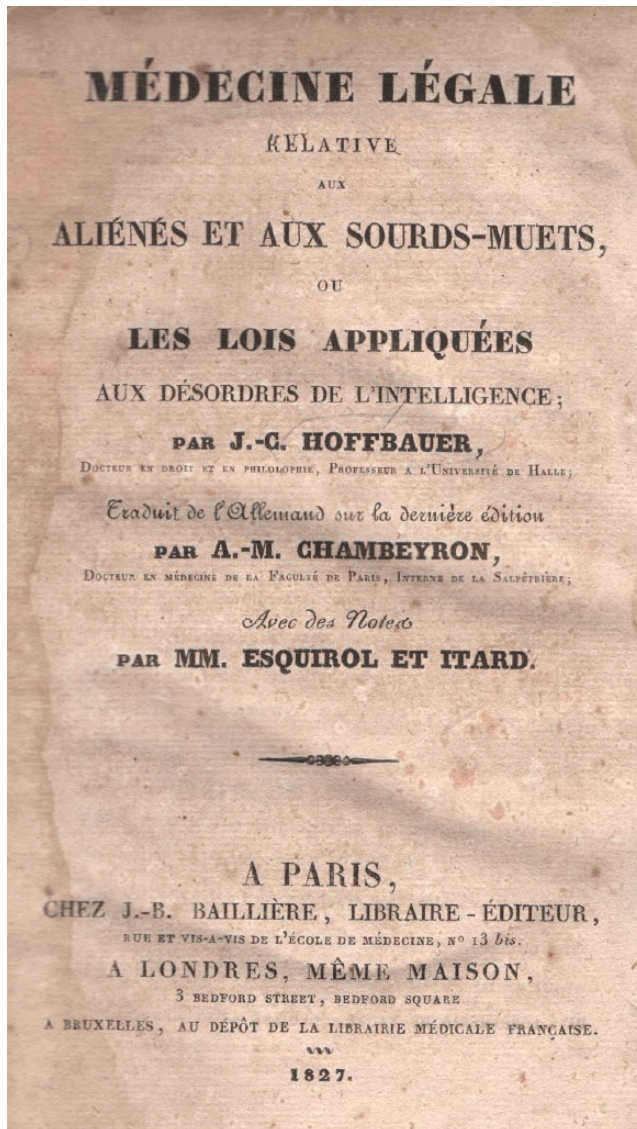 MÉDECINE LÉGALE
RELATIVE
AUX
ALIÉNÉS ET AUX SOURDS-MUETS,
OU
LES LOIS APPLIQUÉES
AUX DÉSORDRES DE L'INTELLIGENCE;
PAR J.-C. HOFFBAUER,
DOCTEUR EN DROIT ET EN PHILOLOPHIE, PROFESSEUR A L'UNIVERSITÉ DE HALLE;
Traduit de l'Allemand sur la dernière édition
PAR A.-M. CHAMBEYRON,
DOCTEUR EN MÉDECINE DE LA FACULTÉ DE PARIS, INTERNE DE LA SALPÊTRIÈRE;
Avec des Notes
PAR MM. ESQUIROL ET ITARD.
A PARIS,
CHEZ J.-B. BAILLIÈRE, LIBRAIRE-ÉDITEUR,
RUE ET VIS-A-VIS DE L'ÉCOLE DE MÉDECINE, N° 13 bis.
A LONDRES, MÊME MAISON,
3 BEDFORD STREET, BEDFORD SQUARE
A BRUXELLES, AU DÉPÔT DE LA LIBRAIRIE MÉDICALE FRANÇAISE.
1827.